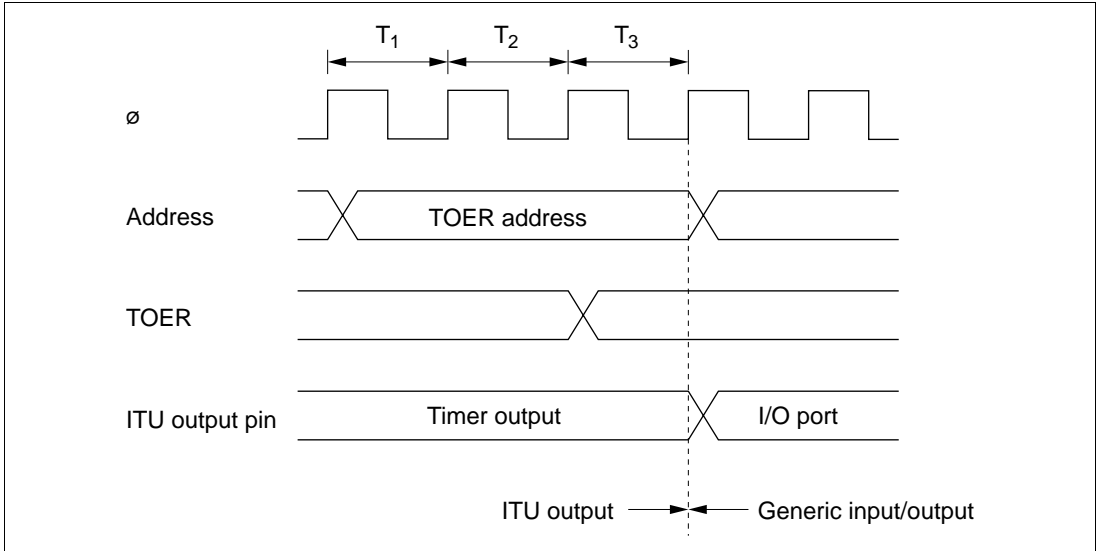 T1 T2 T3
ø
Address TOER address
TOER
ITU output pin Timer output I/O port
ITU output Generic input/output